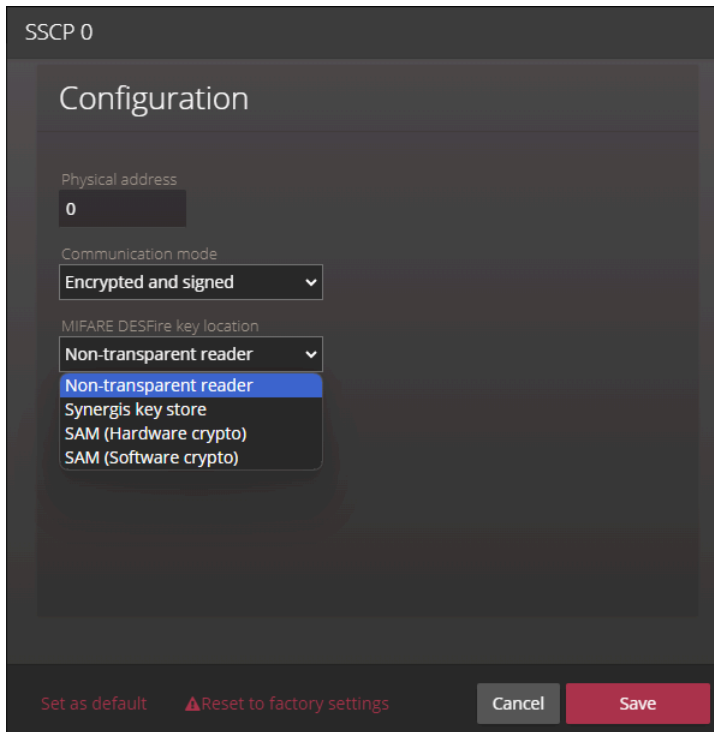 SSCP 0
Configuration
Physical address
0
Communication mode
Encrypted and signed
MIFARE DESFire key location
Non-transparent reader
Non-transparent reader
Synergis key store
SAM (Hardware crypto)
SAM (Software crypto)
Set as default Reset to factory settings Cancel Save